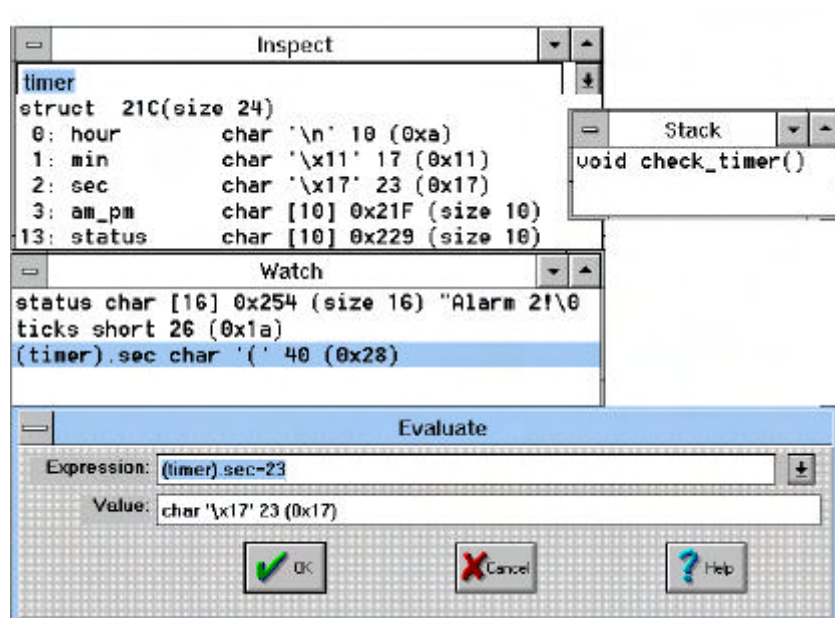 Inspect
timer
struct 21C(size 24)
0: hour char '\n' 10 (0xa)
1: min char '\x11' 17 (0x11)
2: sec char '\x17' 23 (0x17)
3: am_pm char [10] 0x21F (size 10)
13: status char [10] 0x229 (size 10)
Stack
void check_timer()
Watch
status char [16] 0x254 (size 16) "Alarm 2!\0
ticks short 26 (0x1a)
(timer).sec char '(' 40 (0x28)
Evaluate
Expression: (timer).sec=23
Value: char '\x17' 23 (0x17)
OK Cancel Help